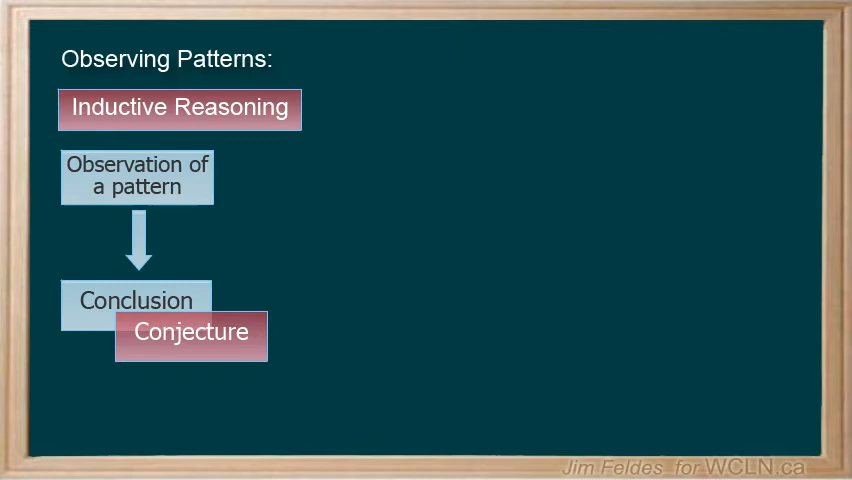 Observing Patterns:
Inductive Reasoning
Observation of
a pattern
Conclusion
Conjecture
Jim Feldes for WCLN.ca